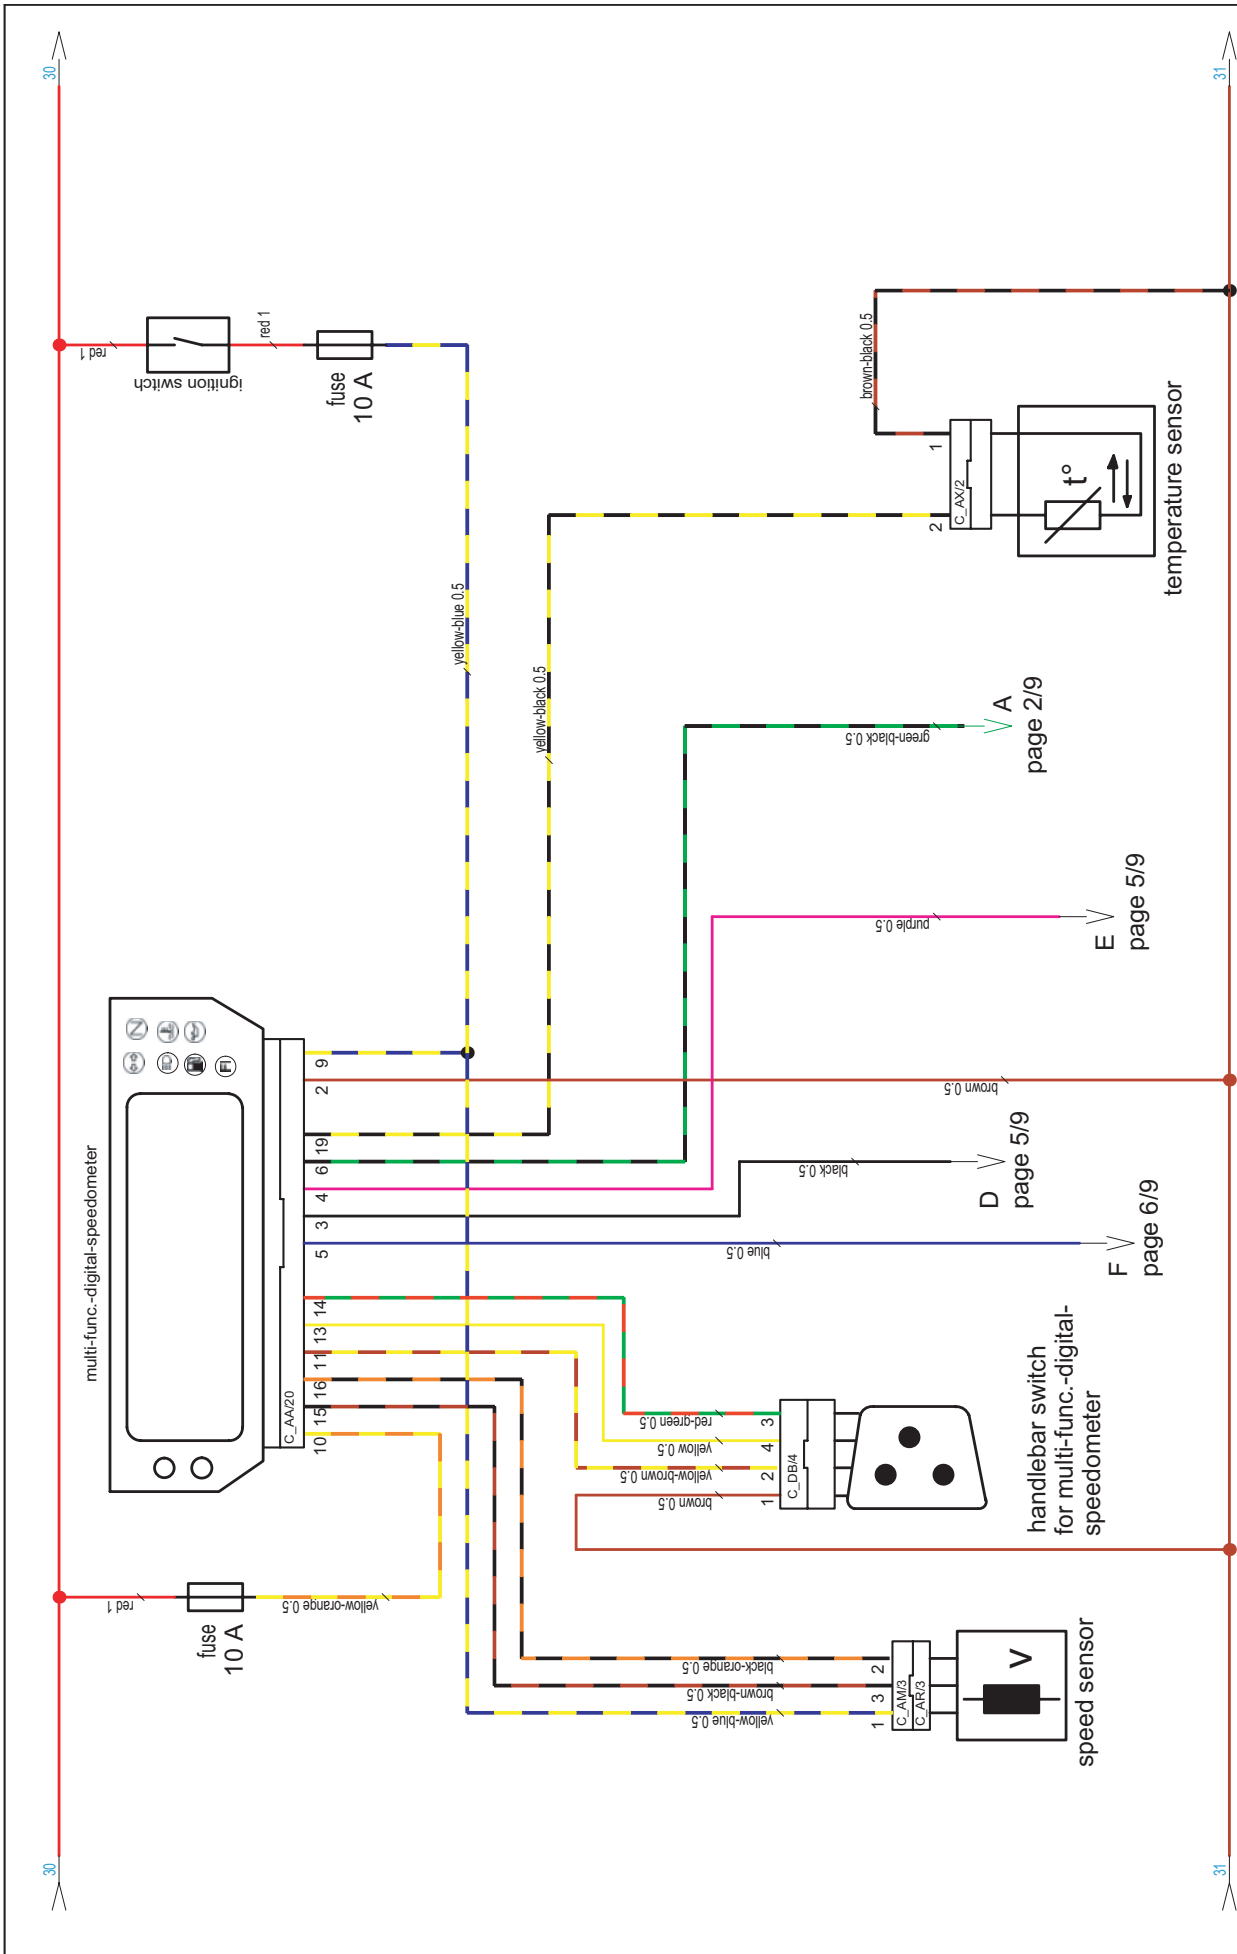 30
30
31
31
red 1
ignition switch
red 1
fuse
10 A
yellow-blue 0.5
yellow-black 0.5
brown-black 0.5
1
2
C_AX/2
t°
temperature sensor
green-black 0.5
A
page 2/9
purple 0.5
E
page 5/9
brown 0.5
black 0.5
D
page 5/9
blue 0.5
F
page 6/9
multi-func.-digital-speedometer
N
FI
C_AA/20
9
2
19
6
4
3
5
14
13
11
16
15
10
red-green 0.5
yellow 0.5
yellow-brown 0.5
brown 0.5
3
4
2
1
C_DB/4
handlebar switch
for multi-func.-digital-
speedometer
red 1
fuse
10 A
yellow-orange 0.5
black-orange 0.5
brown-black 0.5
yellow-blue 0.5
2
3
1
C_AM/3
C_AR/3
V
speed sensor